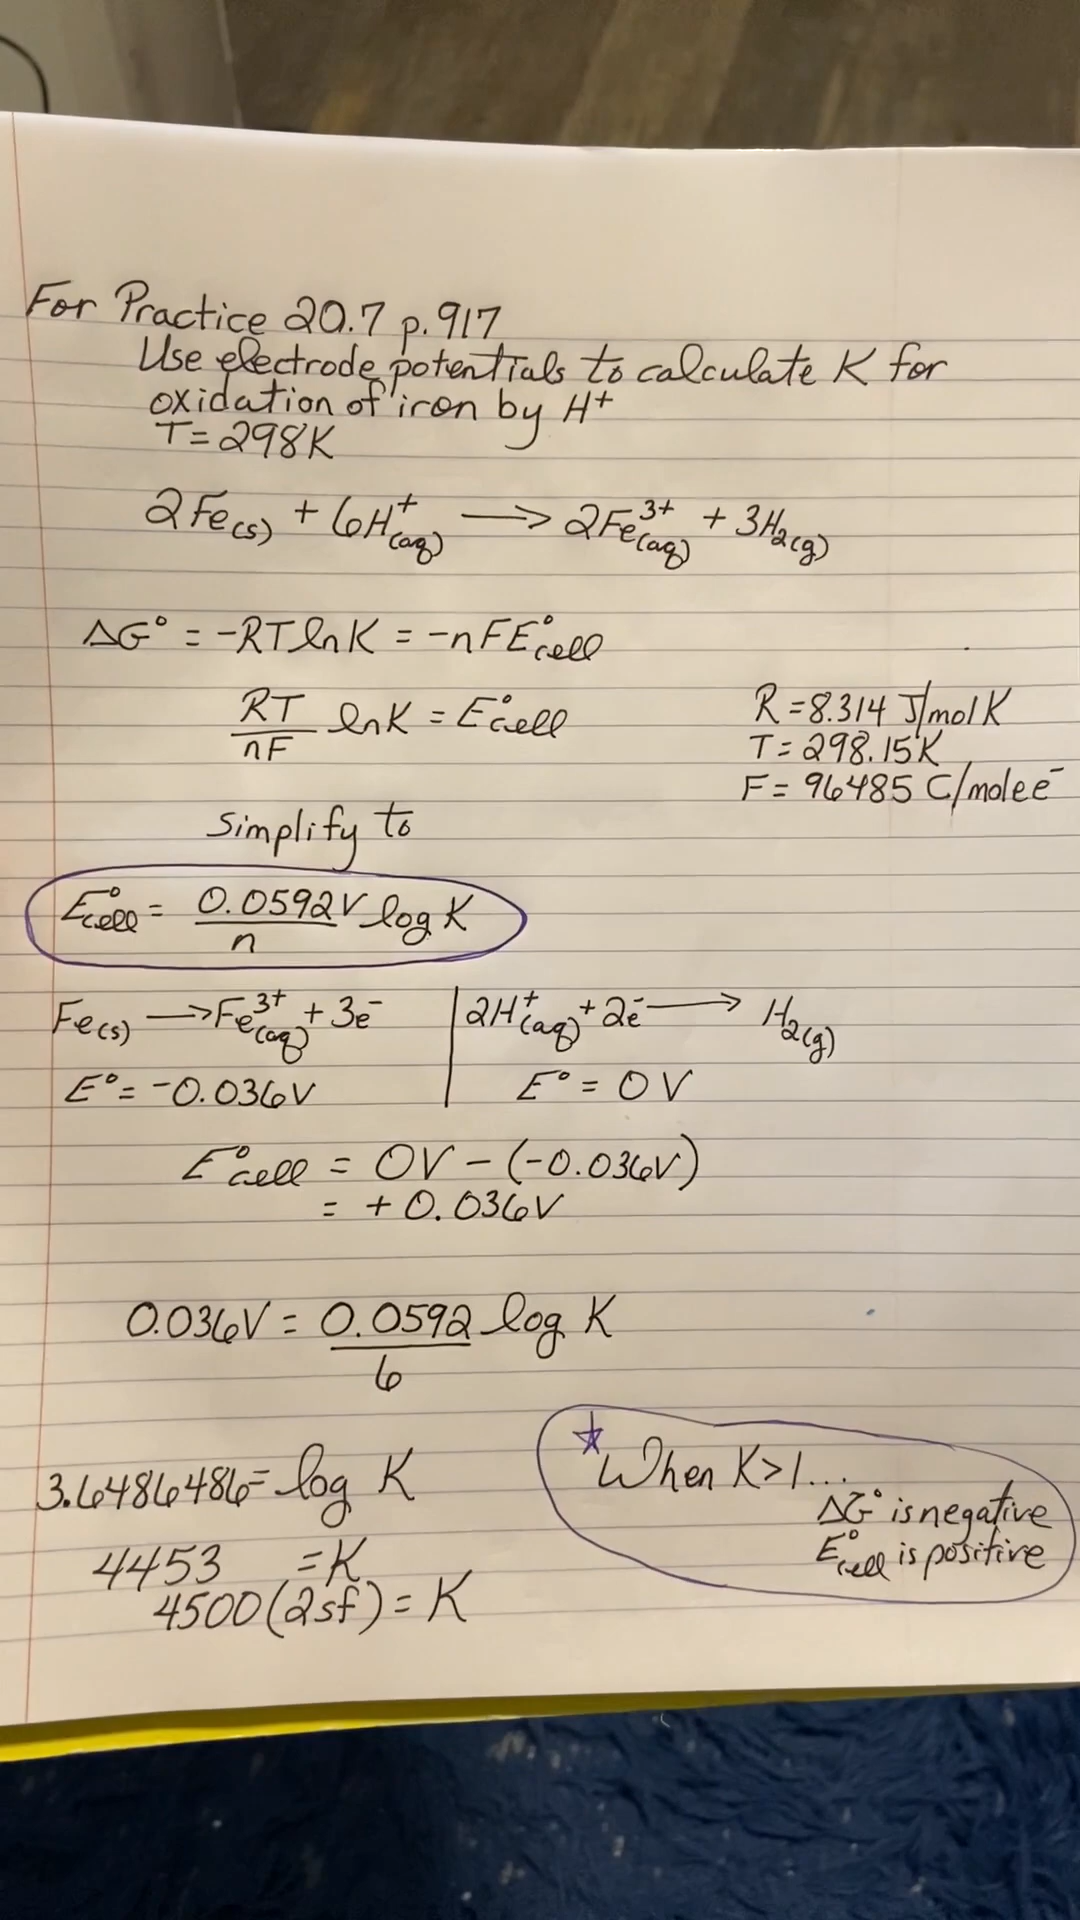 For Practice 20.7 p.917
Use electrode potentials to calculate K for
oxidation of iron by H⁺
T = 298K
2Fe(s) + 6H⁺(aq) ⟶ 2Fe³⁺(aq) + 3H₂(g)
ΔG° = -RT ln K = -nFE°cell
RT/nF ln K = E°cell
R = 8.314 J/mol K
T = 298.15 K
F = 96485 C/mole e⁻
Simplify to
E°cell = 0.0592V/n log K
Fe(s) ⟶ Fe³⁺(aq) + 3e⁻ | 2H⁺(aq) + 2e⁻ ⟶ H₂(g)
E° = -0.036V | E° = 0V
E°cell = 0V - (-0.036V)
= +0.036V
0.036V = 0.0592/6 log K
3.6486486 = log K
4453 = K
4500 (2sf) = K
★ When K>1...
ΔG° is negative
E°cell is positive